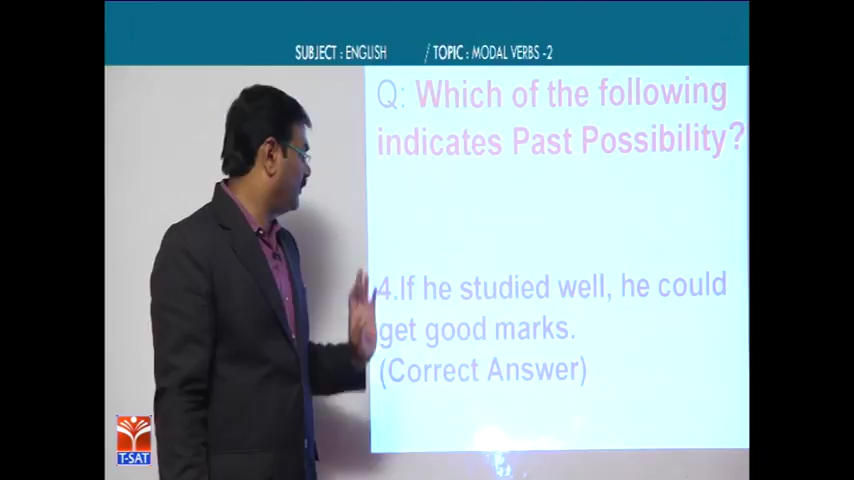 SUBJECT : ENGLISH / TOPIC : MODAL VERBS -2
Q: Which of the following
indicates Past Possibility?
4.If he studied well, he could
get good marks.
(Correct Answer)
T-SAT